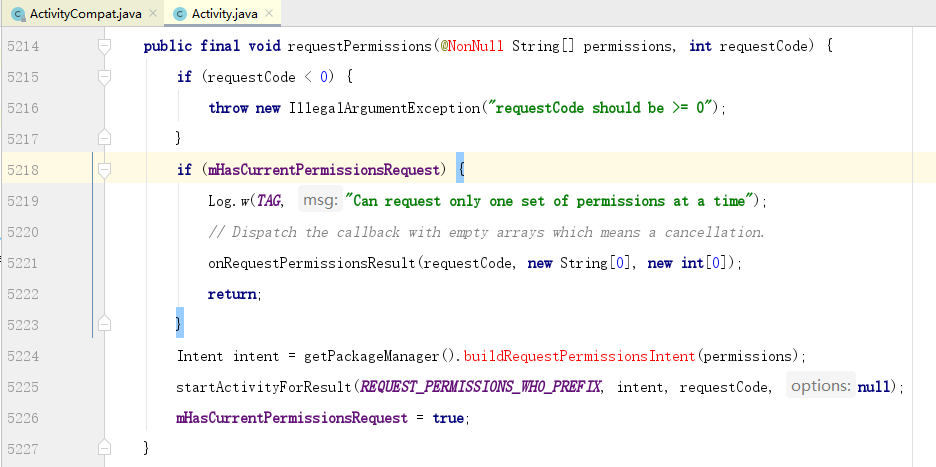 ActivityCompat.java × Activity.java ×
5214 public final void requestPermissions(@NonNull String[] permissions, int requestCode) {
5215 if (requestCode < 0) {
5216 throw new IllegalArgumentException("requestCode should be >= 0");
5217 }
5218 if (mHasCurrentPermissionsRequest) {
5219 Log.w(TAG, msg: "Can request only one set of permissions at a time");
5220 // Dispatch the callback with empty arrays which means a cancellation.
5221 onRequestPermissionsResult(requestCode, new String[0], new int[0]);
5222 return;
5223 }
5224 Intent intent = getPackageManager().buildRequestPermissionsIntent(permissions);
5225 startActivityForResult(REQUEST_PERMISSIONS_WHO_PREFIX, intent, requestCode, options: null);
5226 mHasCurrentPermissionsRequest = true;
5227 }